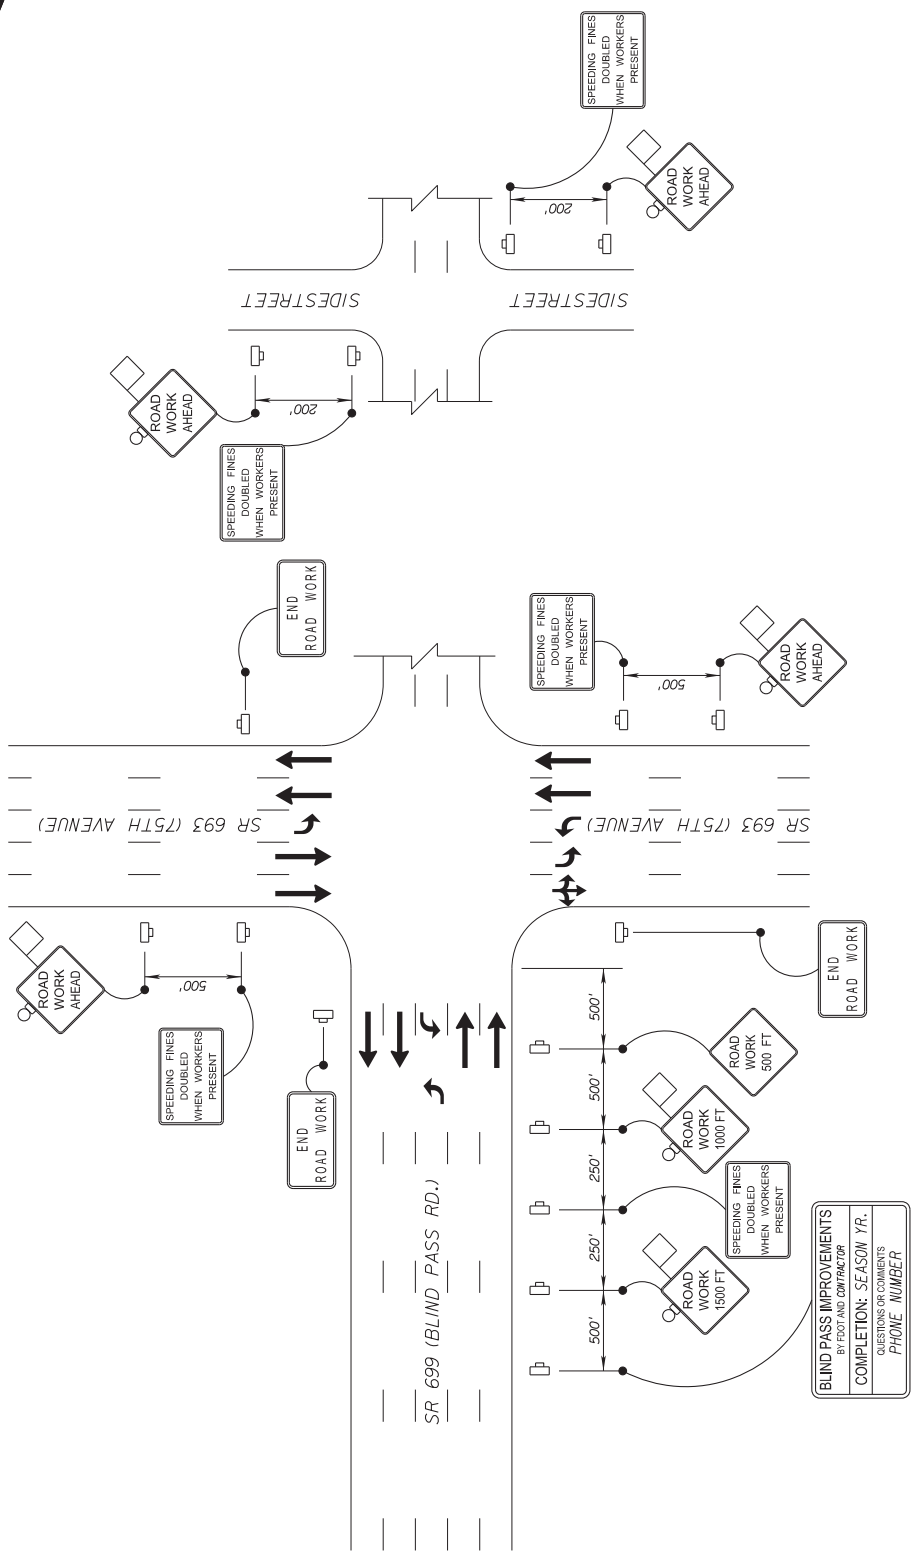 SPEEDING FINES
DOUBLED
WHEN WORKERS
PRESENT
ROAD
WORK
AHEAD
200'
SIDESTREET
SIDESTREET
ROAD
WORK
AHEAD
200'
SPEEDING FINES
DOUBLED
WHEN WORKERS
PRESENT
END
ROAD WORK
SPEEDING FINES
DOUBLED
WHEN WORKERS
PRESENT
500'
ROAD
WORK
AHEAD
SR 693 (75TH AVENUE)
SR 693 (75TH AVENUE)
ROAD
WORK
AHEAD
500'
SPEEDING FINES
DOUBLED
WHEN WORKERS
PRESENT
END
ROAD WORK
END
ROAD WORK
500'
ROAD
WORK
500 FT
500'
ROAD
WORK
1000 FT
250'
SPEEDING FINES
DOUBLED
WHEN WORKERS
PRESENT
250'
ROAD
WORK
1500 FT
500'
SR 699 (BLIND PASS RD.)
BLIND PASS IMPROVEMENTS
BY FDOT AND CONTRACTOR
COMPLETION: SEASON YR.
QUESTIONS OR COMMENTS
PHONE NUMBER